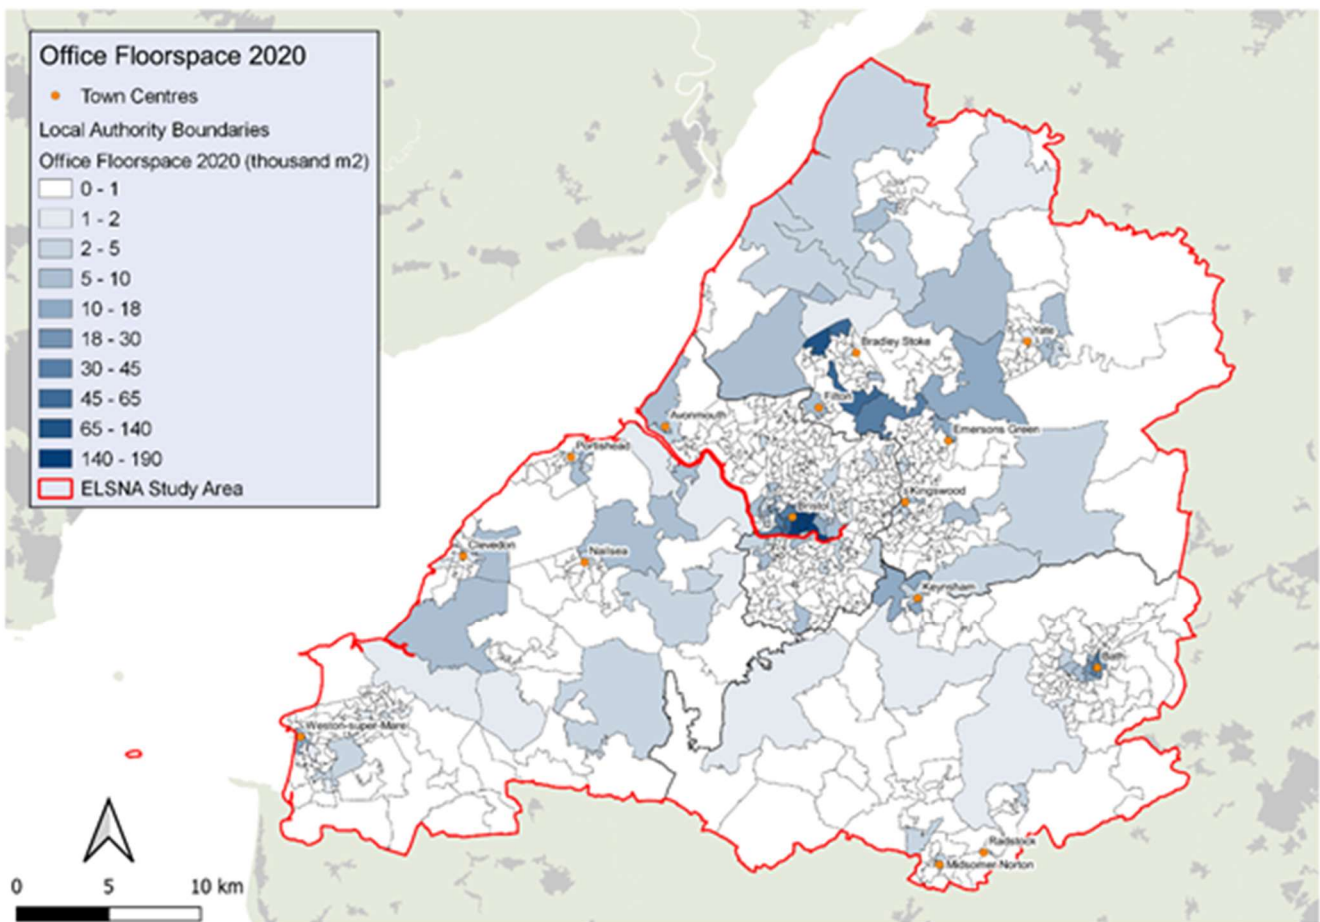 Office Floorspace 2020
Town Centres
Local Authority Boundaries
Office Floorspace 2020 (thousand m2)
0 - 1
1 - 2
2 - 5
5 - 10
10 - 18
18 - 30
30 - 45
45 - 65
65 - 140
140 - 190
ELSNA Study Area
Yate
Bradley Stoke
Filton
Avonmouth
Emersons Green
Portishead
Kingswood
Bristol
Clevedon
Nailsea
Keynsham
Bath
Weston-super-Mare
Radstock
Midsomer Norton
0 5 10 km